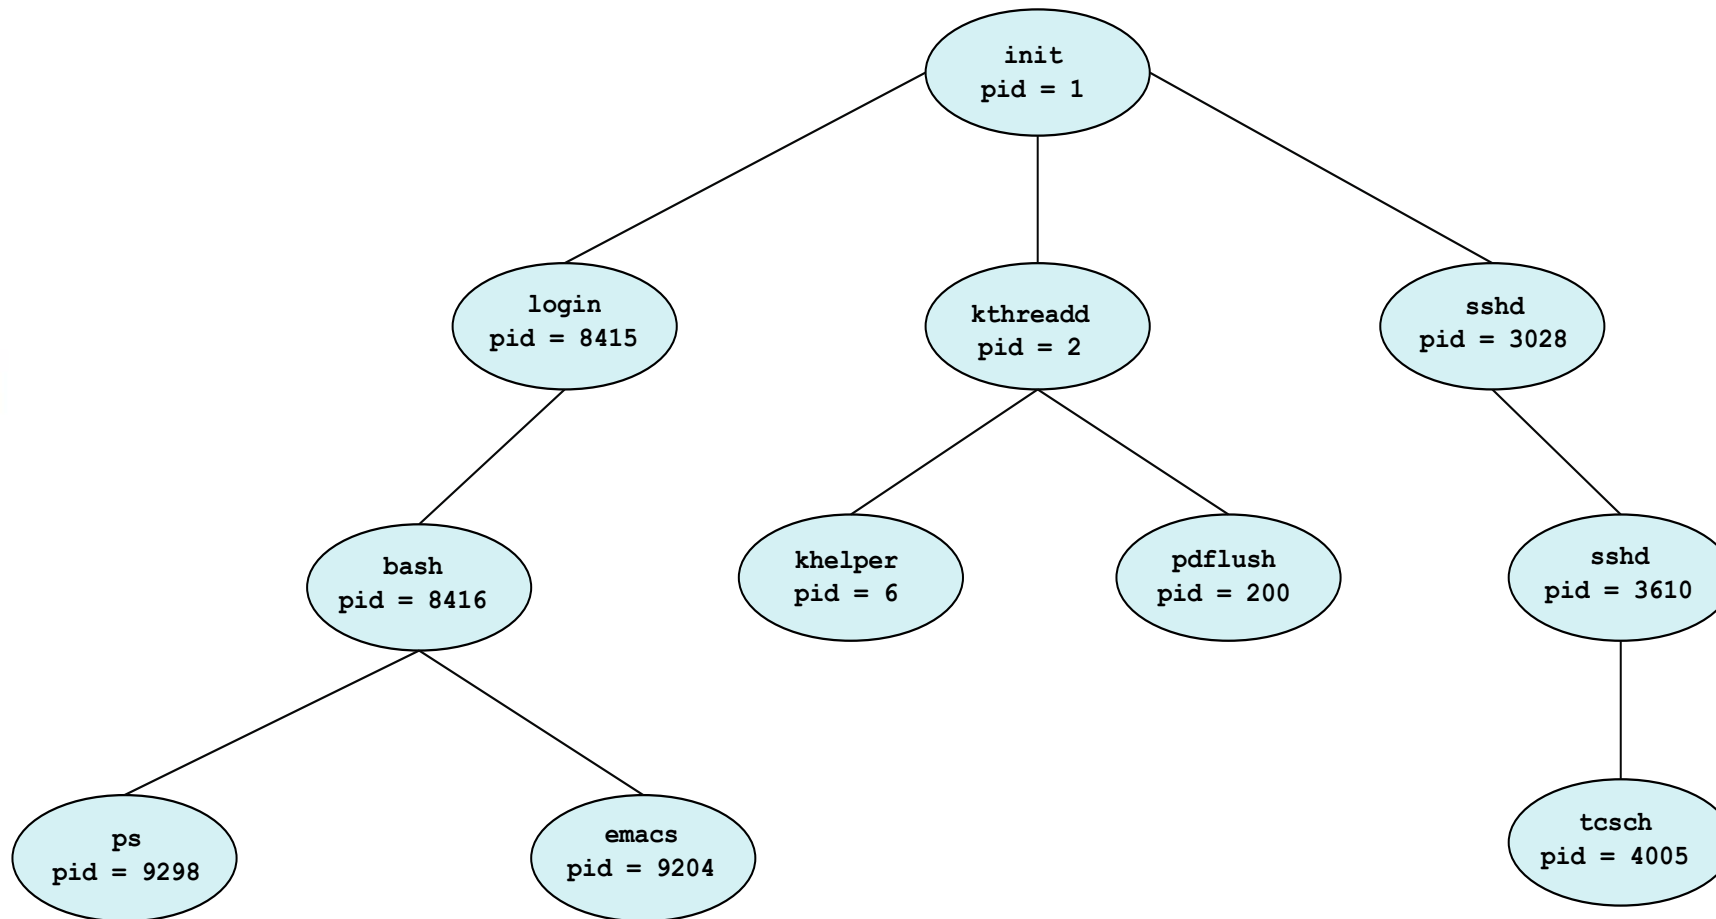 init
pid = 1
login
pid = 8415
kthreadd
pid = 2
sshd
pid = 3028
bash
pid = 8416
khelper
pid = 6
pdflush
pid = 200
sshd
pid = 3610
ps
pid = 9298
emacs
pid = 9204
tcsch
pid = 4005